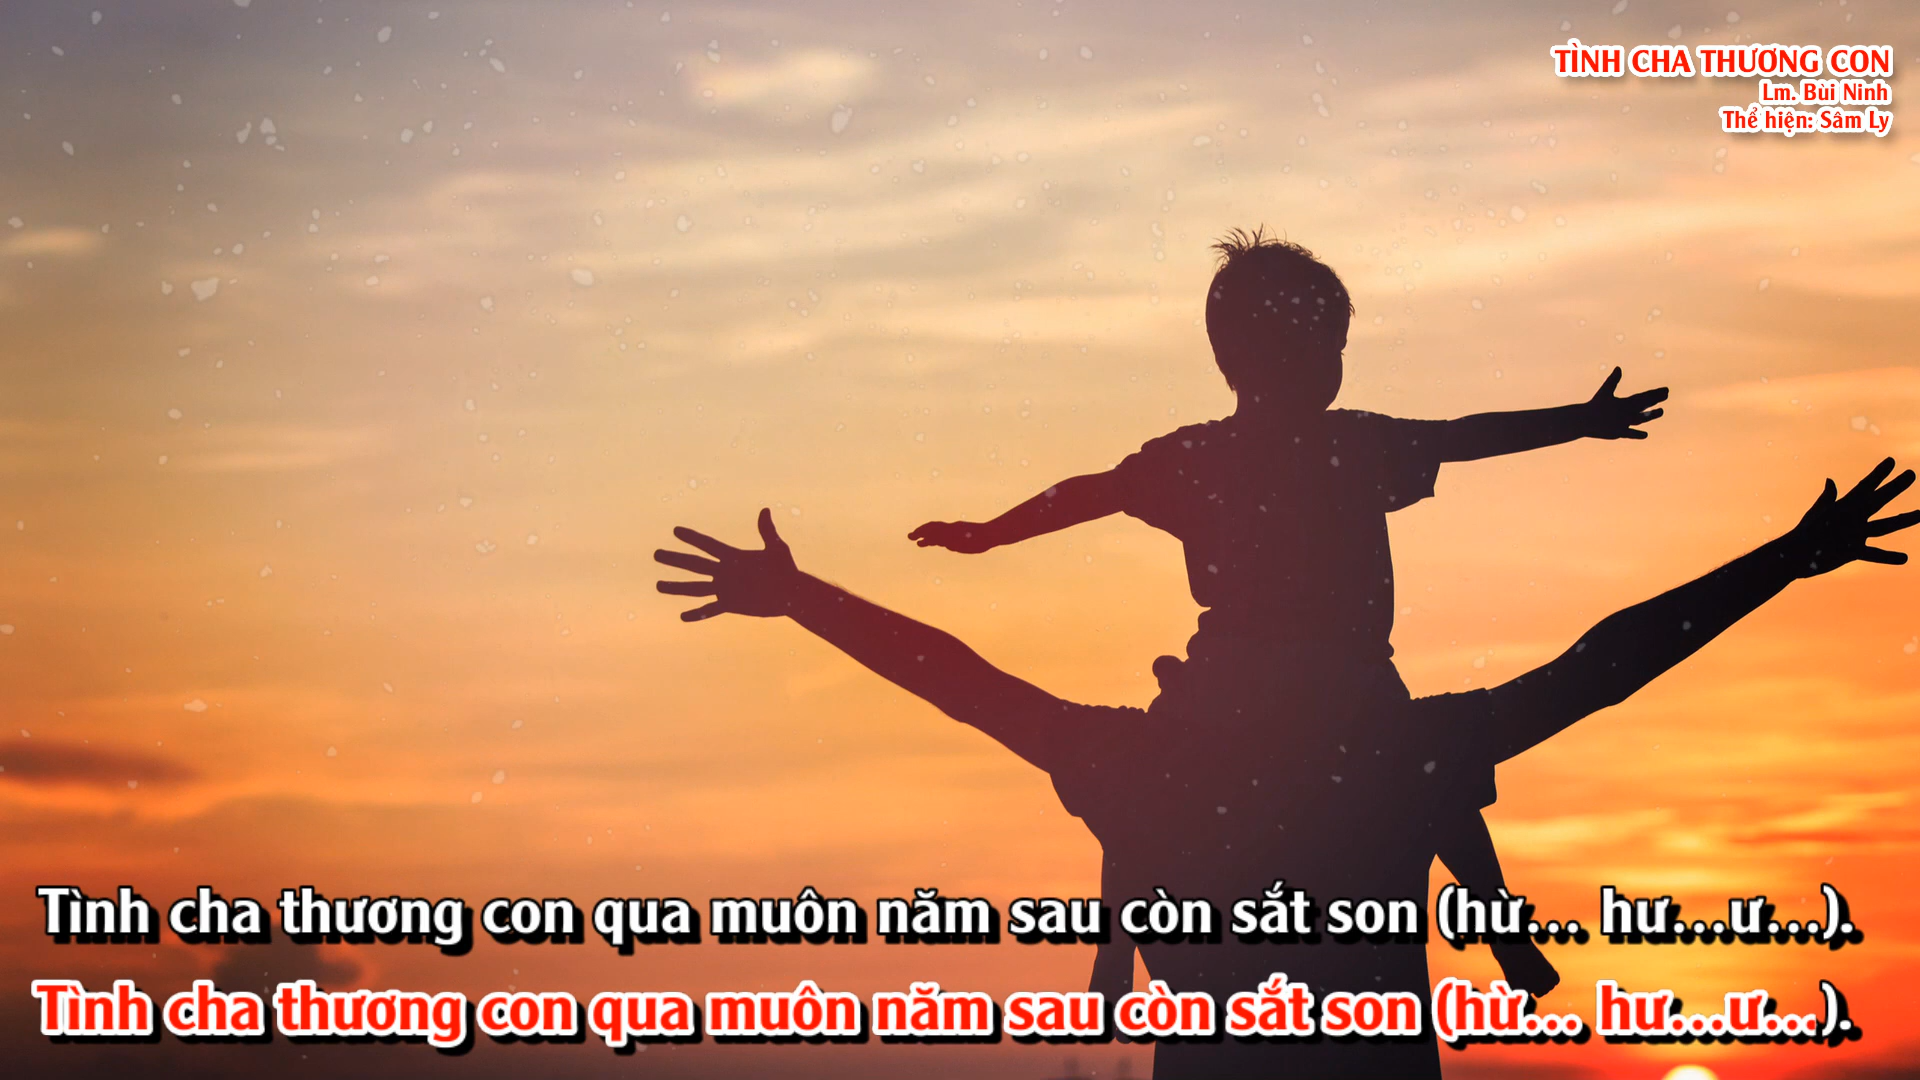 TÌNH CHA THƯƠNG CON
Lm. Bùi Ninh
Thể hiện: Sâm Ly
Tình cha thương con qua muôn năm sau còn sắt son (hừ... hư...ư...).
Tình cha thương con qua muôn năm sau còn sắt son (hừ... hư...ư...).